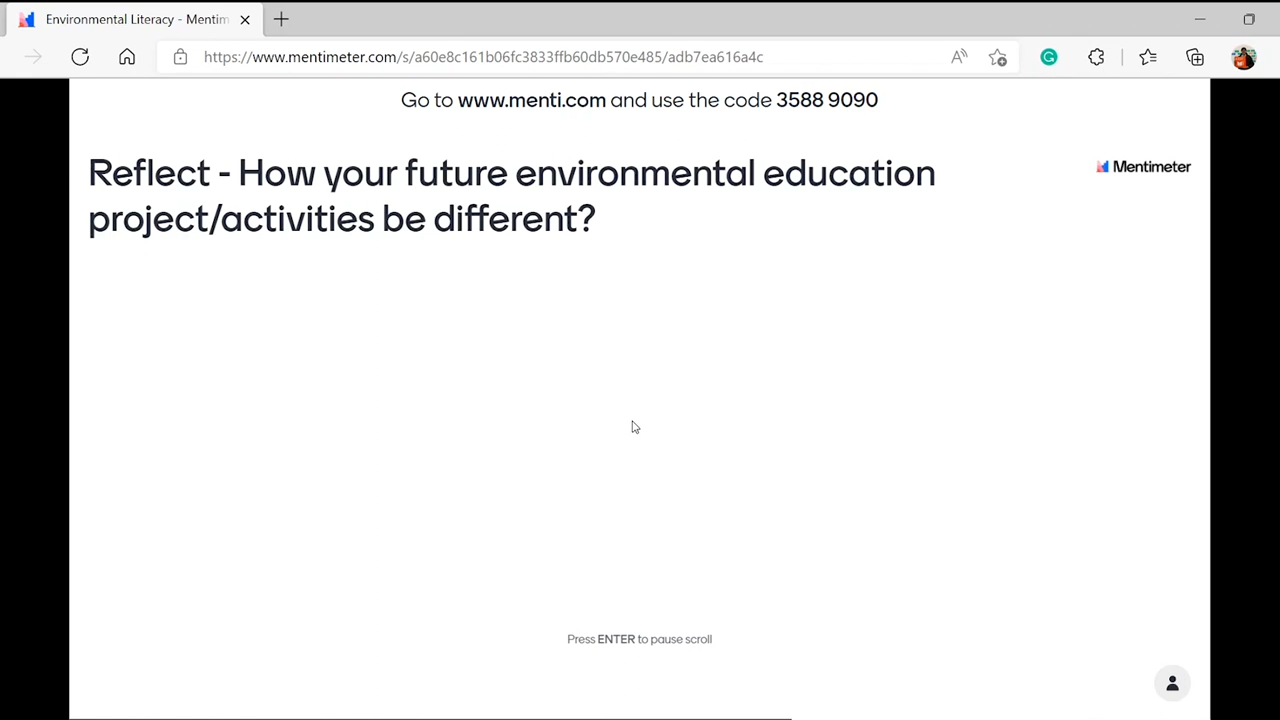 Environmental Literacy - Mentim
https://www.mentimeter.com/s/a60e8c161b06fc3833ffb60db570e485/adb7ea616a4c
Go to www.menti.com and use the code 3588 9090
Reflect - How your future environmental education
project/activities be different?
Mentimeter
Press ENTER to pause scroll